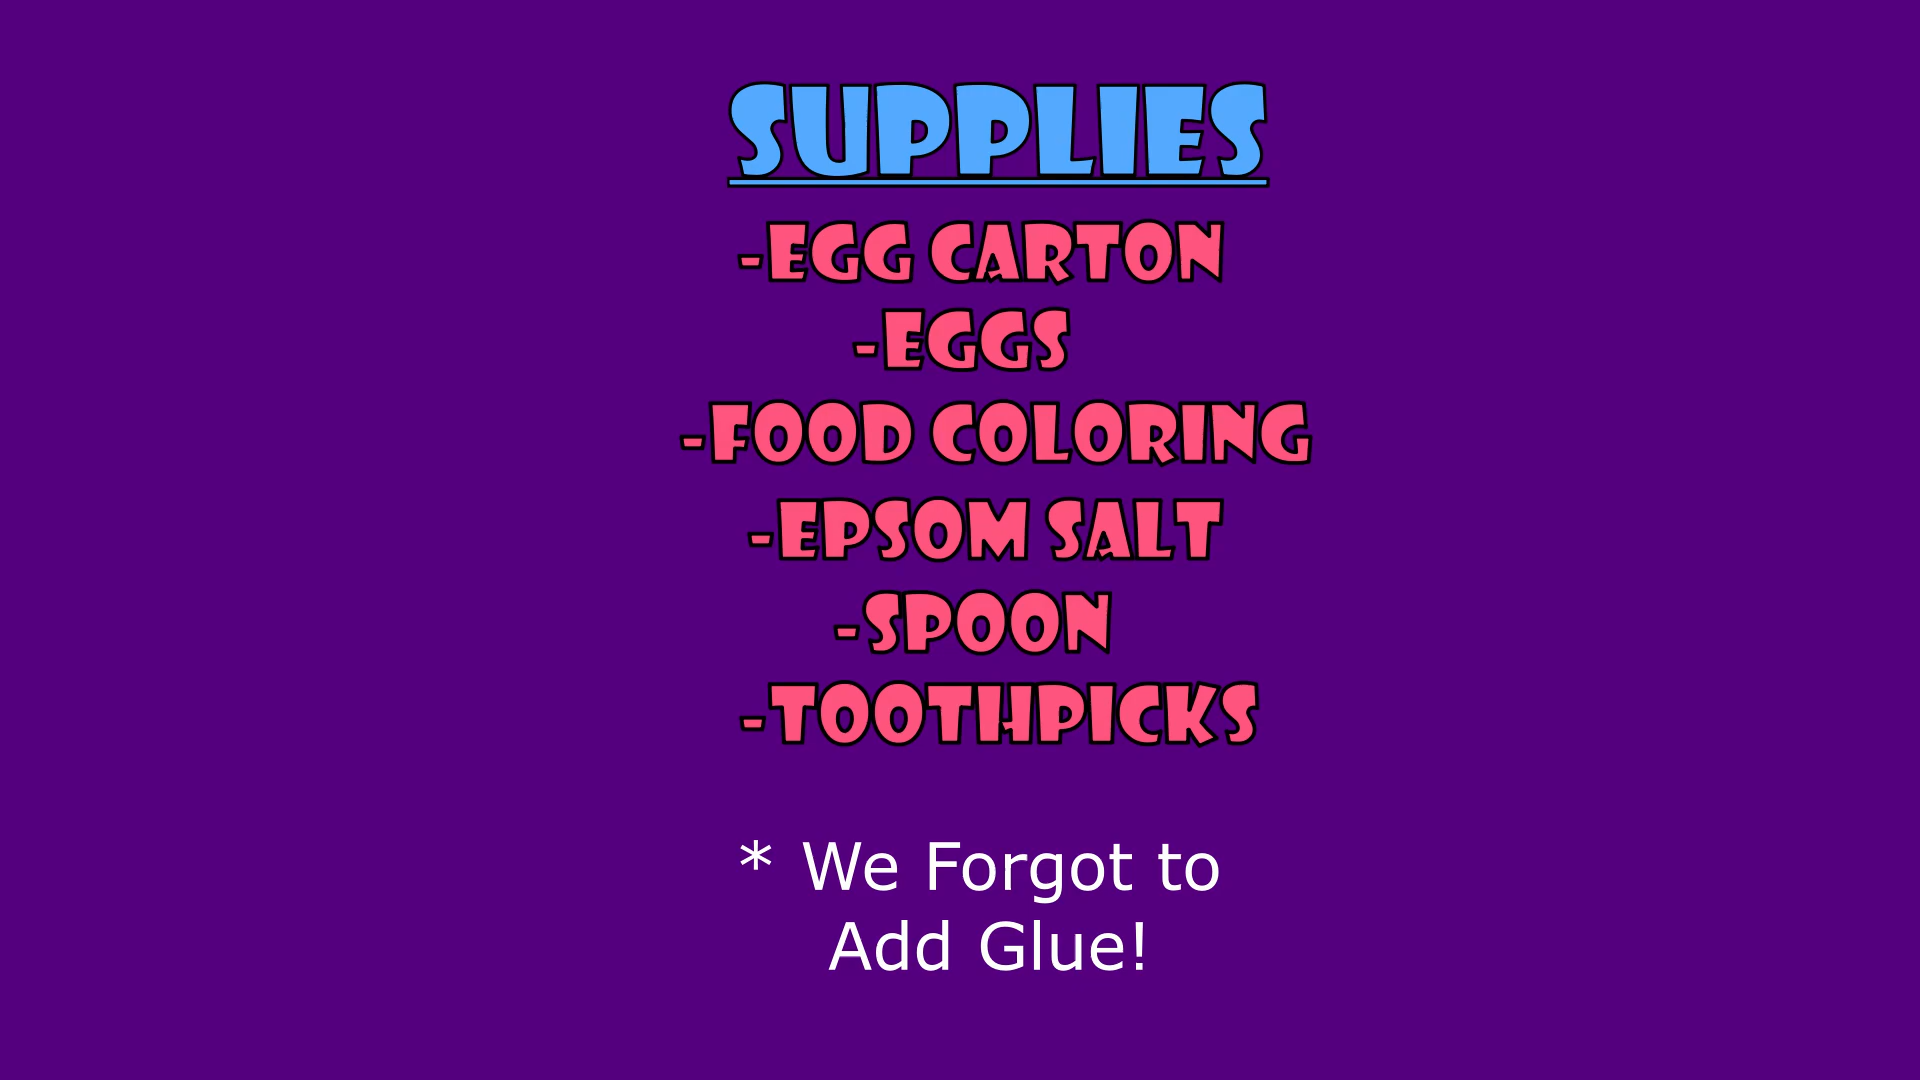 SUPPLIES
-EGG CARTON
-EGGS
-FOOD COLORING
-EPSOM SALT
-SPOON
-TOOTHPICKS
* We Forgot to
Add Glue!